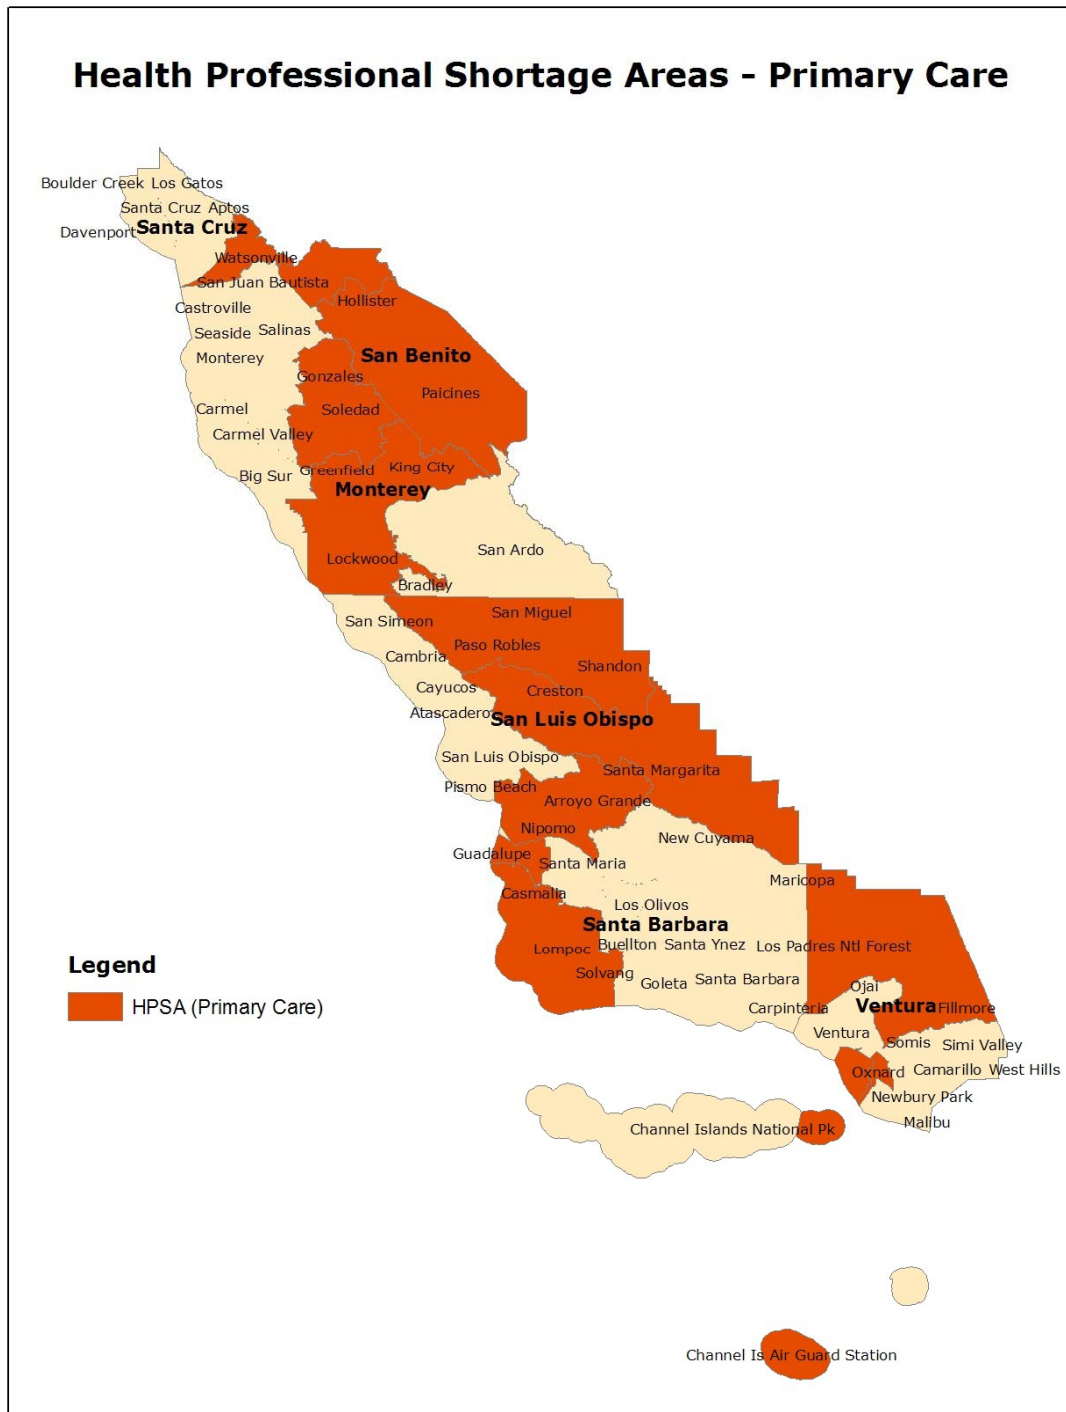 Health Professional Shortage Areas - Primary Care
Boulder Creek Los Gatos
Santa Cruz Aptos
Santa Cruz
Davenport
Watsonville
San Juan Bautista
Hollister
Castroville
Seaside
Salinas
San Benito
Monterey
Gonzales
Paicines
Carmel
Soledad
Carmel Valley
Big Sur
Greenfield
King City
Monterey
San Ardo
Lockwood
Bradley
San Miguel
San Simeon
Paso Robles
Cambria
Shandon
Cayucos
Creston
Atascadero
San Luis Obispo
San Luis Obispo
Santa Margarita
Pismo Beach
Arroyo Grande
Nipomo
New Cuyama
Guadalupe
Santa Maria
Maricopa
Casmalia
Los Olivos
Santa Barbara
Buellton Santa Ynez
Los Padres Ntl Forest
Lompoc
Solvang
Goleta
Santa Barbara
Ojai
Carpinteria
Ventura
Fillmore
Ventura
Somis
Simi Valley
Oxnard
Camarillo West Hills
Newbury Park
Malibu
Channel Islands National Pk
Channel Is Air Guard Station
Legend
HPSA (Primary Care)